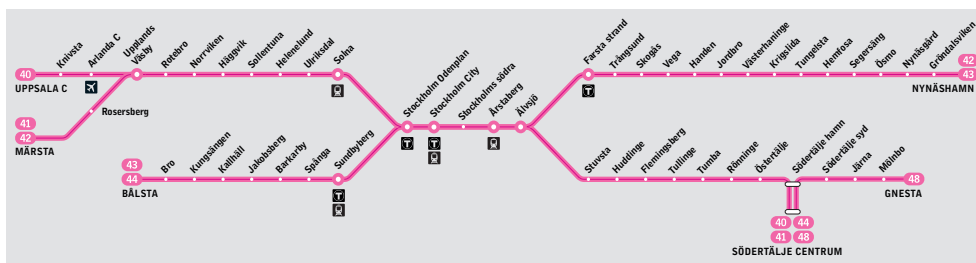 40
UPPSALA C
Knivsta
Arlanda C
Upplands
Väsby
Rotebro
Norrviken
Häggvik
Sollentuna
Helenelund
Ulriksdal
Solna
41
42
MÄRSTA
Rosersberg
43
44
BÅLSTA
Bro
Kungsängen
Kallhäll
Jakobsberg
Barkarby
Spånga
Sundbyberg
T
Stockholm Odenplan
T
Stockholm City
T
Stockholms södra
Årstaberg
Älvsjö
Farsta strand
T
Trångsund
Skogås
Vega
Handen
Jordbro
Västerhaninge
Krigslida
Tungelsta
Hemfosa
Segersäng
Ösmo
Nynäsgård
Gröndalsviken
42
43
NYNÄSHAMN
Stuvsta
Huddinge
Flemingsberg
Tullinge
Tumba
Rönninge
Östertälje
Södertälje hamn
Södertälje syd
Järna
Mölnbo
48
GNESTA
40 44
41 48
SÖDERTÄLJE CENTRUM